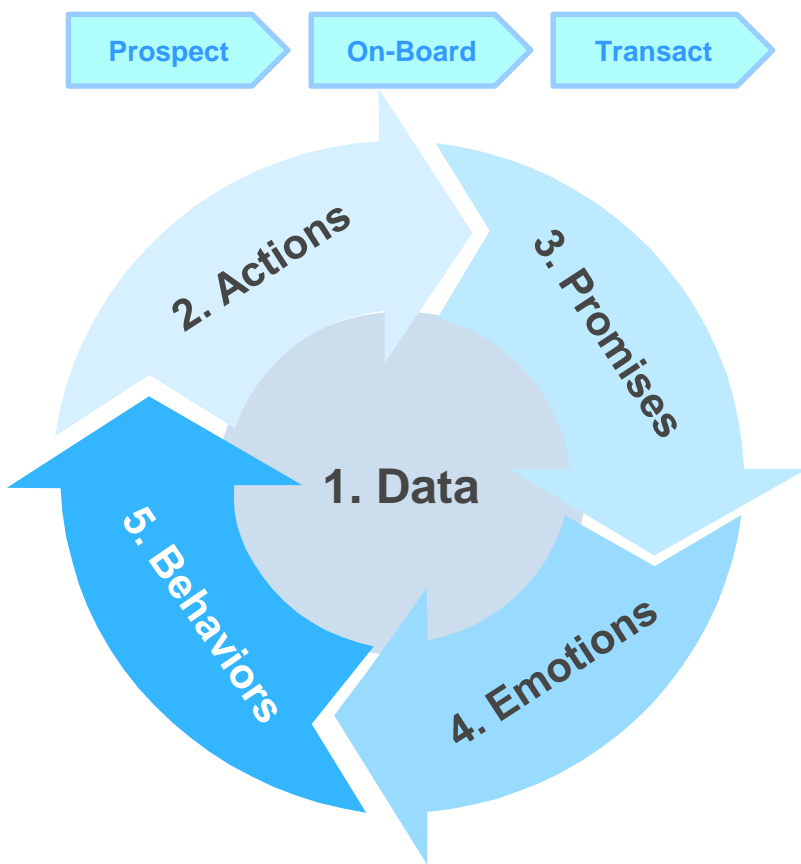 Prospect
On-Board
Transact
2. Actions
3. Promises
1. Data
5. Behaviors
4. Emotions